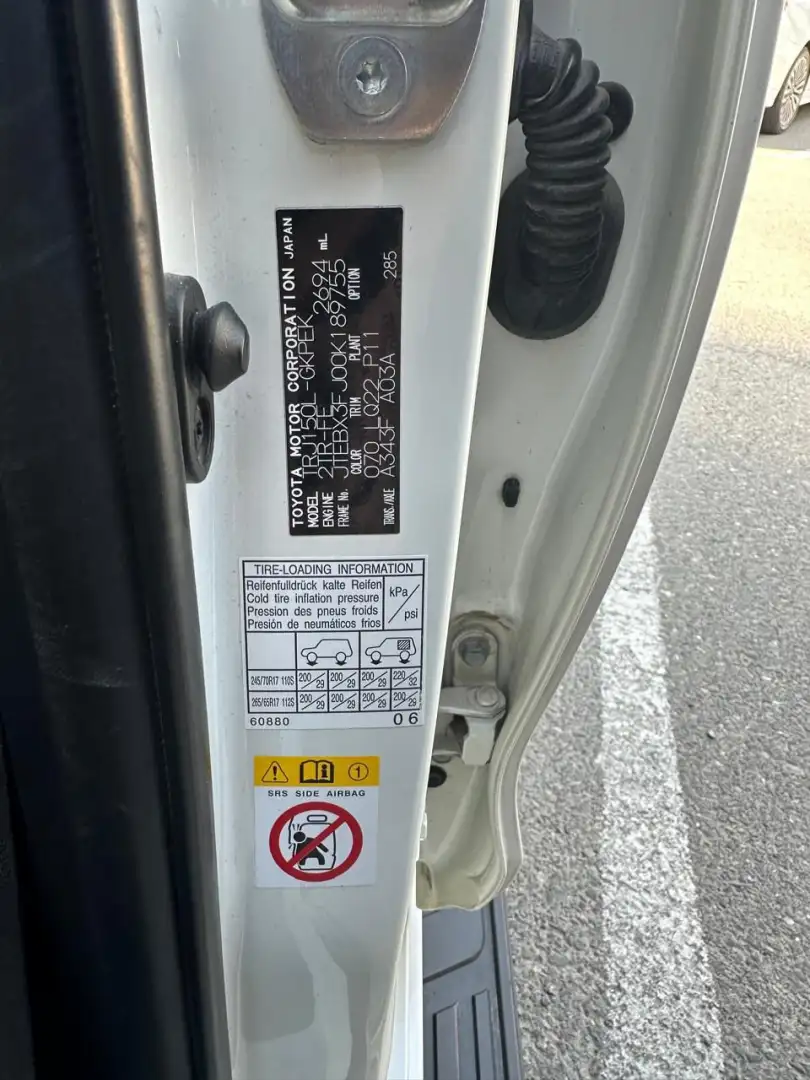 TOYOTA MOTOR CORPORATION JAPAN
MODEL TRJ150L -GKPEK
ENGINE 2TR-FE 2694 mL
FRAME No. JTEBX3FJ00K189755
COLOR TRIM PLANT OPTION
070 LQ22 P11
TRANS./AXLE A343F A03A 285
TIRE-LOADING INFORMATION
Reifenfulldrück kalte Reifen
Cold tire inflation pressure
Pression des pneus froids
Presión de neumáticos frios
kPa/psi
245/70R17 110S 200/29 200/29 200/29 220/32
265/65R17 112S 200/29 200/29 200/29 200/29
60880 06
1
SRS SIDE AIRBAG